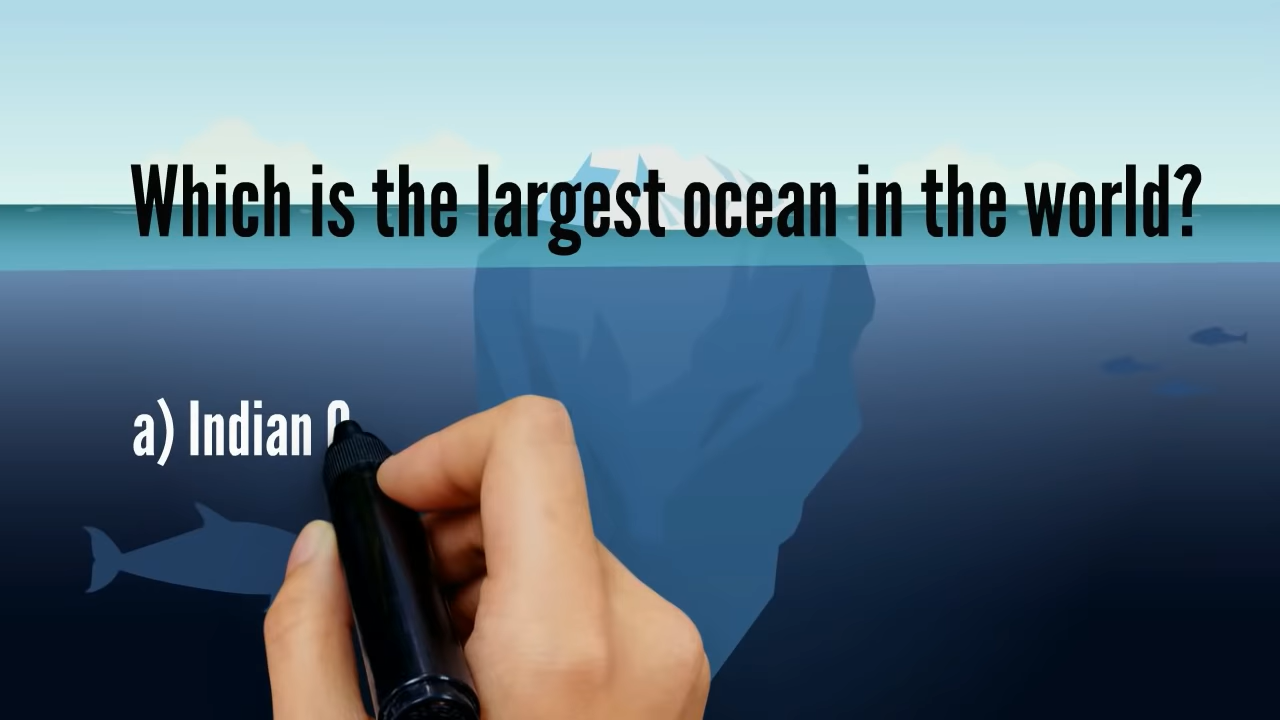 Which is the largest ocean in the world?
a) Indian